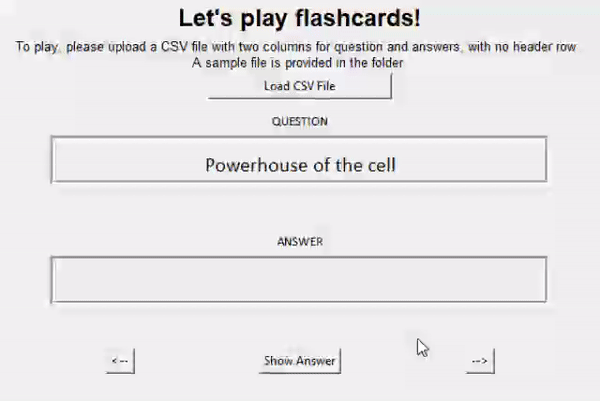 Let's play flashcards!
To play, please upload a CSV file with two columns for question and answers, with no header row
A sample file is provided in the folder
Load CSV File
QUESTION
Powerhouse of the cell
ANSWER
<--
Show Answer
-->